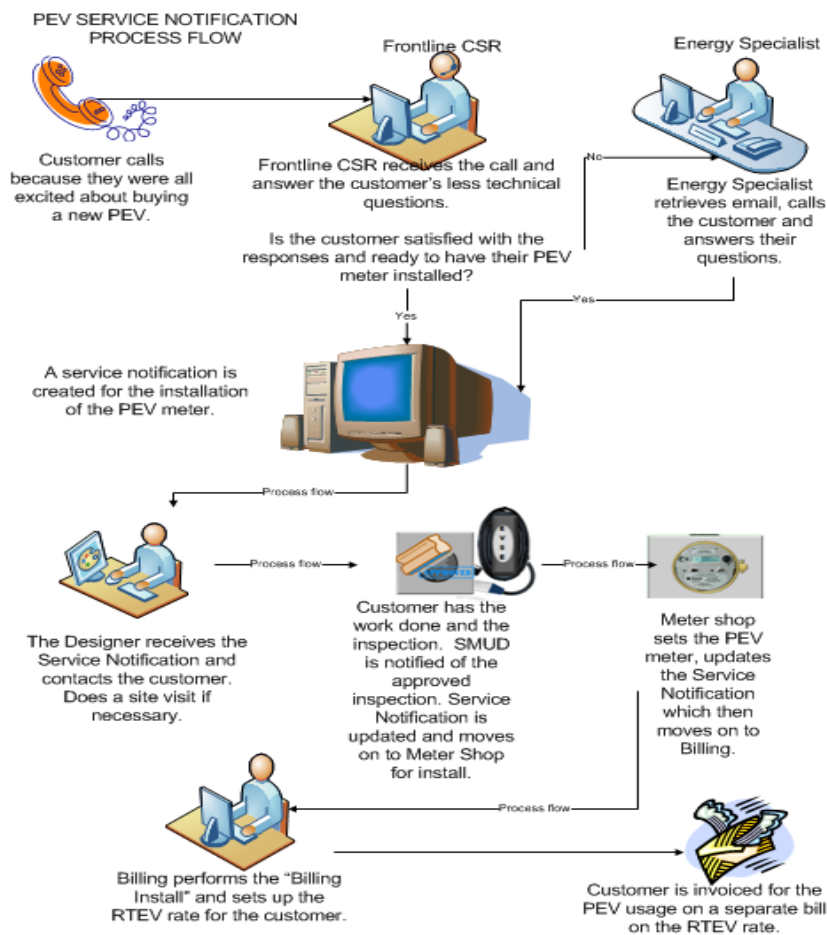 PEV SERVICE NOTIFICATION
PROCESS FLOW
Frontline CSR
Energy Specialist
Customer calls
because they were all
excited about buying
a new PEV.
Frontline CSR receives the call and
answer the customer's less technical
questions.
No
Energy Specialist
retrieves email, calls
the customer and
answers their
questions.
Is the customer satisfied with the
responses and ready to have their PEV
meter installed?
Yes
Yes
A service notification is
created for the installation
of the PEV meter.
Process flow
Process flow
EVSE
Process flow
The Designer receives the
Service Notification and
contacts the customer.
Does a site visit if
necessary.
Customer has the
work done and the
inspection. SMUD
is notified of the
approved
inspection. Service
Notification is
updated and moves
on to Meter Shop
for install.
Meter shop
sets the PEV
meter, updates
the Service
Notification
which then
moves on to
Billing.
Process flow
Billing performs the “Billing
Install” and sets up the
RTEV rate for the customer.
Customer is invoiced for the
PEV usage on a separate bill
on the RTEV rate.